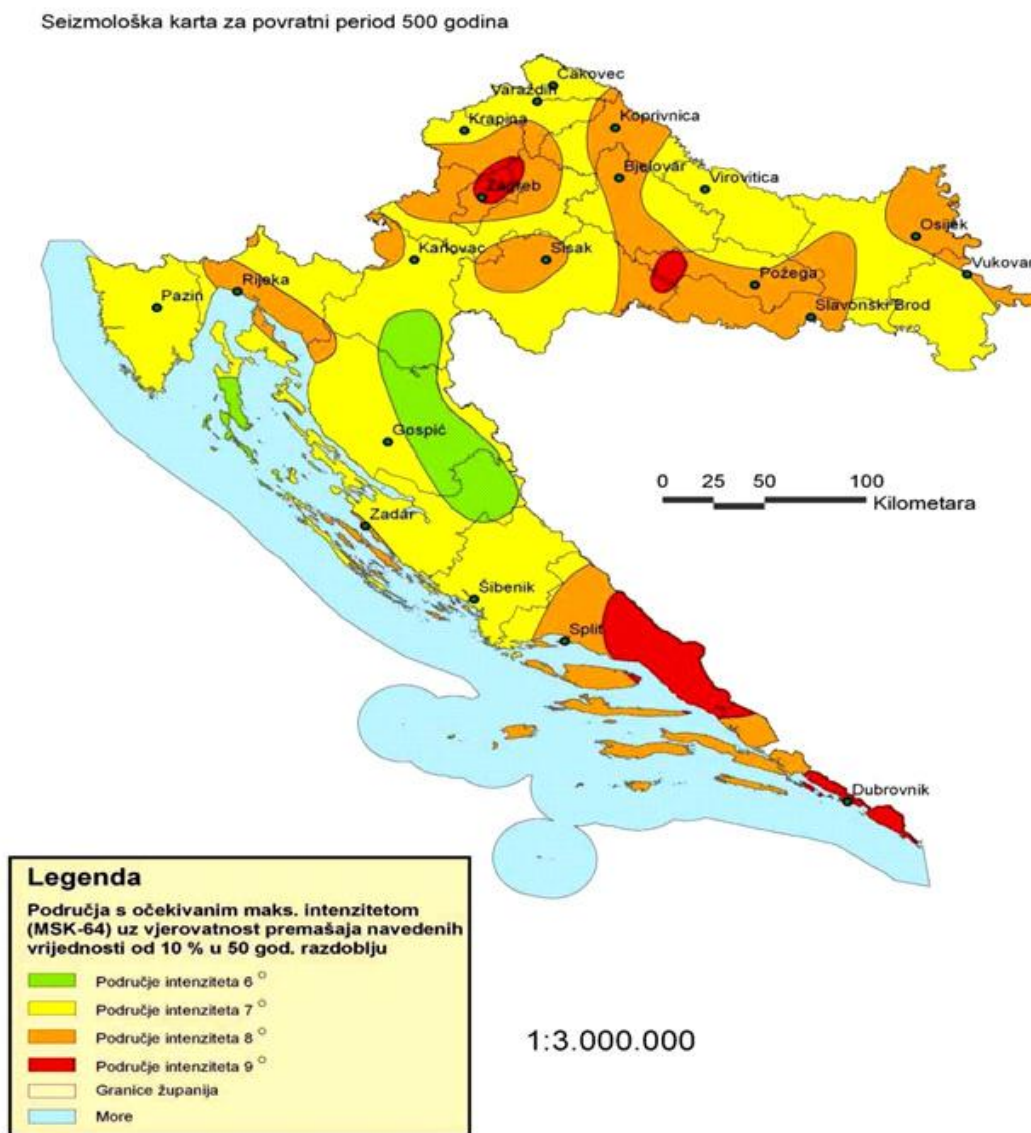 Seizmološka karta za povratni period 500 godina
Čakovec
Varaždin
Krapina
Koprivnica
Bjelovar
Virovitica
Zagreb
Osijek
Karlovac
Sisak
Vukovar
Rijeka
Požega
Pazin
Slavonski Brod
Gospić
0 25 50 100
Kilometara
Zadar
Šibenik
Split
Dubrovnik
Legenda
Područja s očekivanim maks. intenzitetom
(MSK-64) uz vjerovatnost premašaja navedenih
vrijednosti od 10 % u 50 god. razdoblju
Područje intenziteta 6 °
Područje intenziteta 7 °
Područje intenziteta 8 °
Područje intenziteta 9 °
Granice županija
More
1:3.000.000